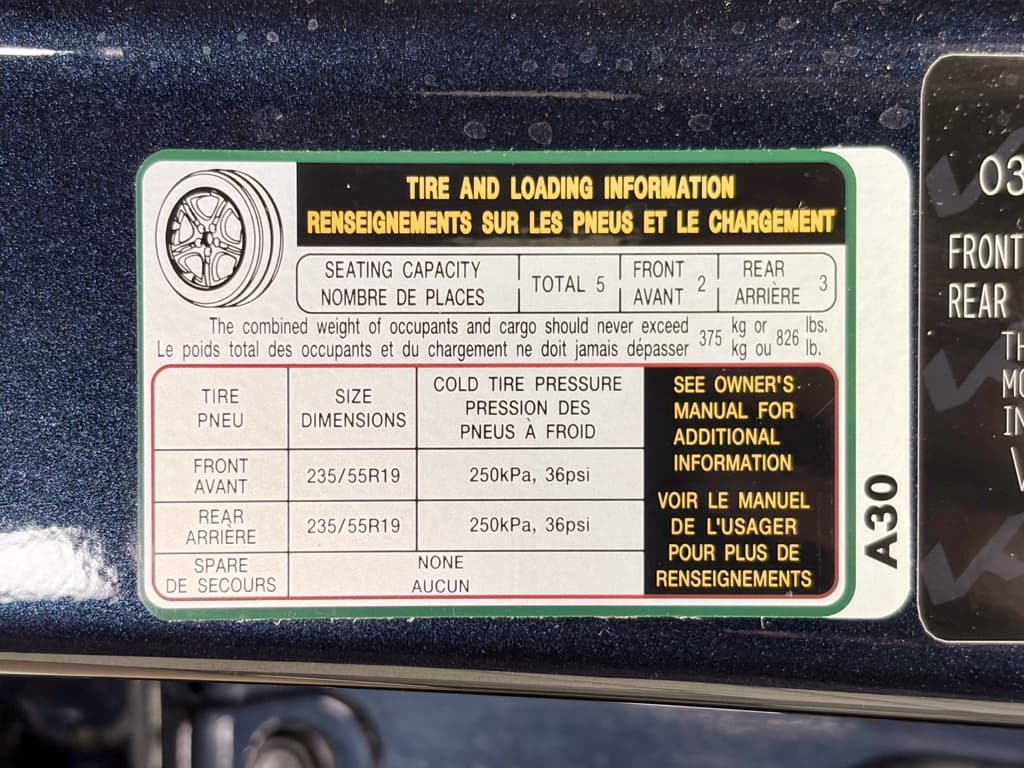 TIRE AND LOADING INFORMATION
RENSEIGNEMENTS SUR LES PNEUS ET LE CHARGEMENT
SEATING CAPACITY
NOMBRE DE PLACES
TOTAL 5
FRONT
AVANT
2
REAR
ARRIÈRE
3
The combined weight of occupants and cargo should never exceed
Le poids total des occupants et du chargement ne doit jamais dépasser
375
kg or
kg ou
826
lbs.
lb.
TIRE
PNEU
SIZE
DIMENSIONS
COLD TIRE PRESSURE
PRESSION DES
PNEUS À FROID
FRONT
AVANT
235/55R19
250kPa, 36psi
REAR
ARRIÈRE
235/55R19
250kPa, 36psi
SPARE
DE SECOURS
NONE
AUCUN
SEE OWNER'S
MANUAL FOR
ADDITIONAL
INFORMATION
VOIR LE MANUEL
DE L'USAGER
POUR PLUS DE
RENSEIGNEMENTS
A30
03
FRONT
REAR